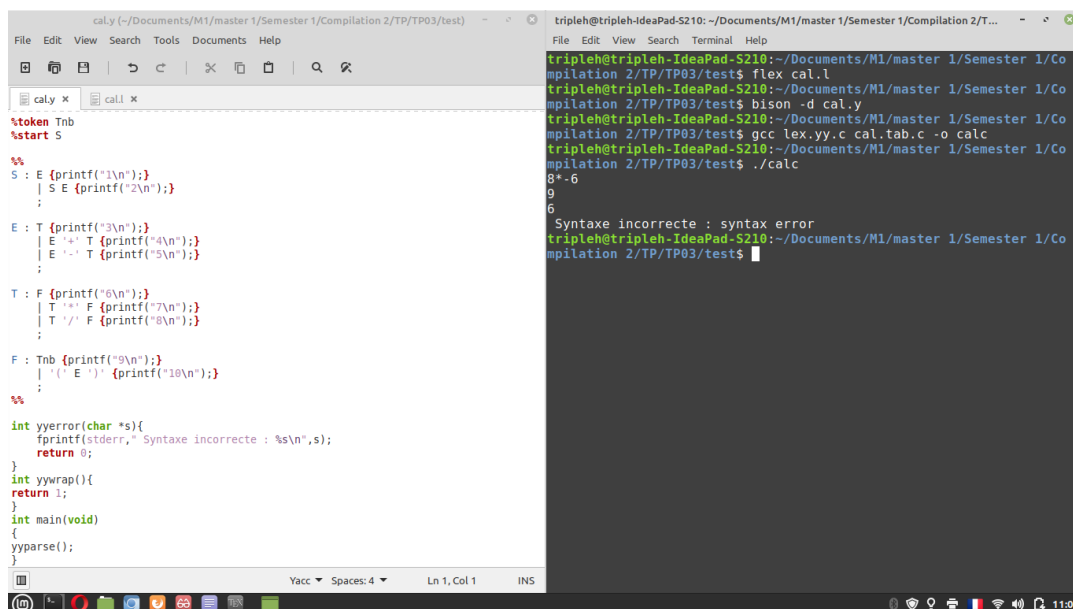 cal.y (~/Documents/M1/master 1/Semester 1/Compilation 2/TP/TP03/test)
File Edit View Search Tools Documents Help
cal.y ×
cal.l ×
%token Tnb
%start S
%%
S : E {printf("1\n");}
| S E {printf("2\n");}
;
E : T {printf("3\n");}
| E '+' T {printf("4\n");}
| E '-' T {printf("5\n");}
;
T : F {printf("6\n");}
| T '*' F {printf("7\n");}
| T '/' F {printf("8\n");}
;
F : Tnb {printf("9\n");}
| '(' E ')' {printf("10\n");}
;
%%
int yyerror(char *s){
fprintf(stderr," Syntaxe incorrecte : %s\n",s);
return 0;
}
int yywrap(){
return 1;
}
int main(void)
{
yyparse();
}
Yacc Spaces: 4 Ln 1, Col 1 INS
tripleh@tripleh-IdeaPad-S210: ~/Documents/M1/master 1/Semester 1/Compilation 2/T...
File Edit View Search Terminal Help
tripleh@tripleh-IdeaPad-S210:~/Documents/M1/master 1/Semester 1/Co
mpilation 2/TP/TP03/test$ flex cal.l
tripleh@tripleh-IdeaPad-S210:~/Documents/M1/master 1/Semester 1/Co
mpilation 2/TP/TP03/test$ bison -d cal.y
tripleh@tripleh-IdeaPad-S210:~/Documents/M1/master 1/Semester 1/Co
mpilation 2/TP/TP03/test$ gcc lex.yy.c cal.tab.c -o calc
tripleh@tripleh-IdeaPad-S210:~/Documents/M1/master 1/Semester 1/Co
mpilation 2/TP/TP03/test$ ./calc
8*-6
9
6
Syntaxe incorrecte : syntax error
tripleh@tripleh-IdeaPad-S210:~/Documents/M1/master 1/Semester 1/Co
mpilation 2/TP/TP03/test$